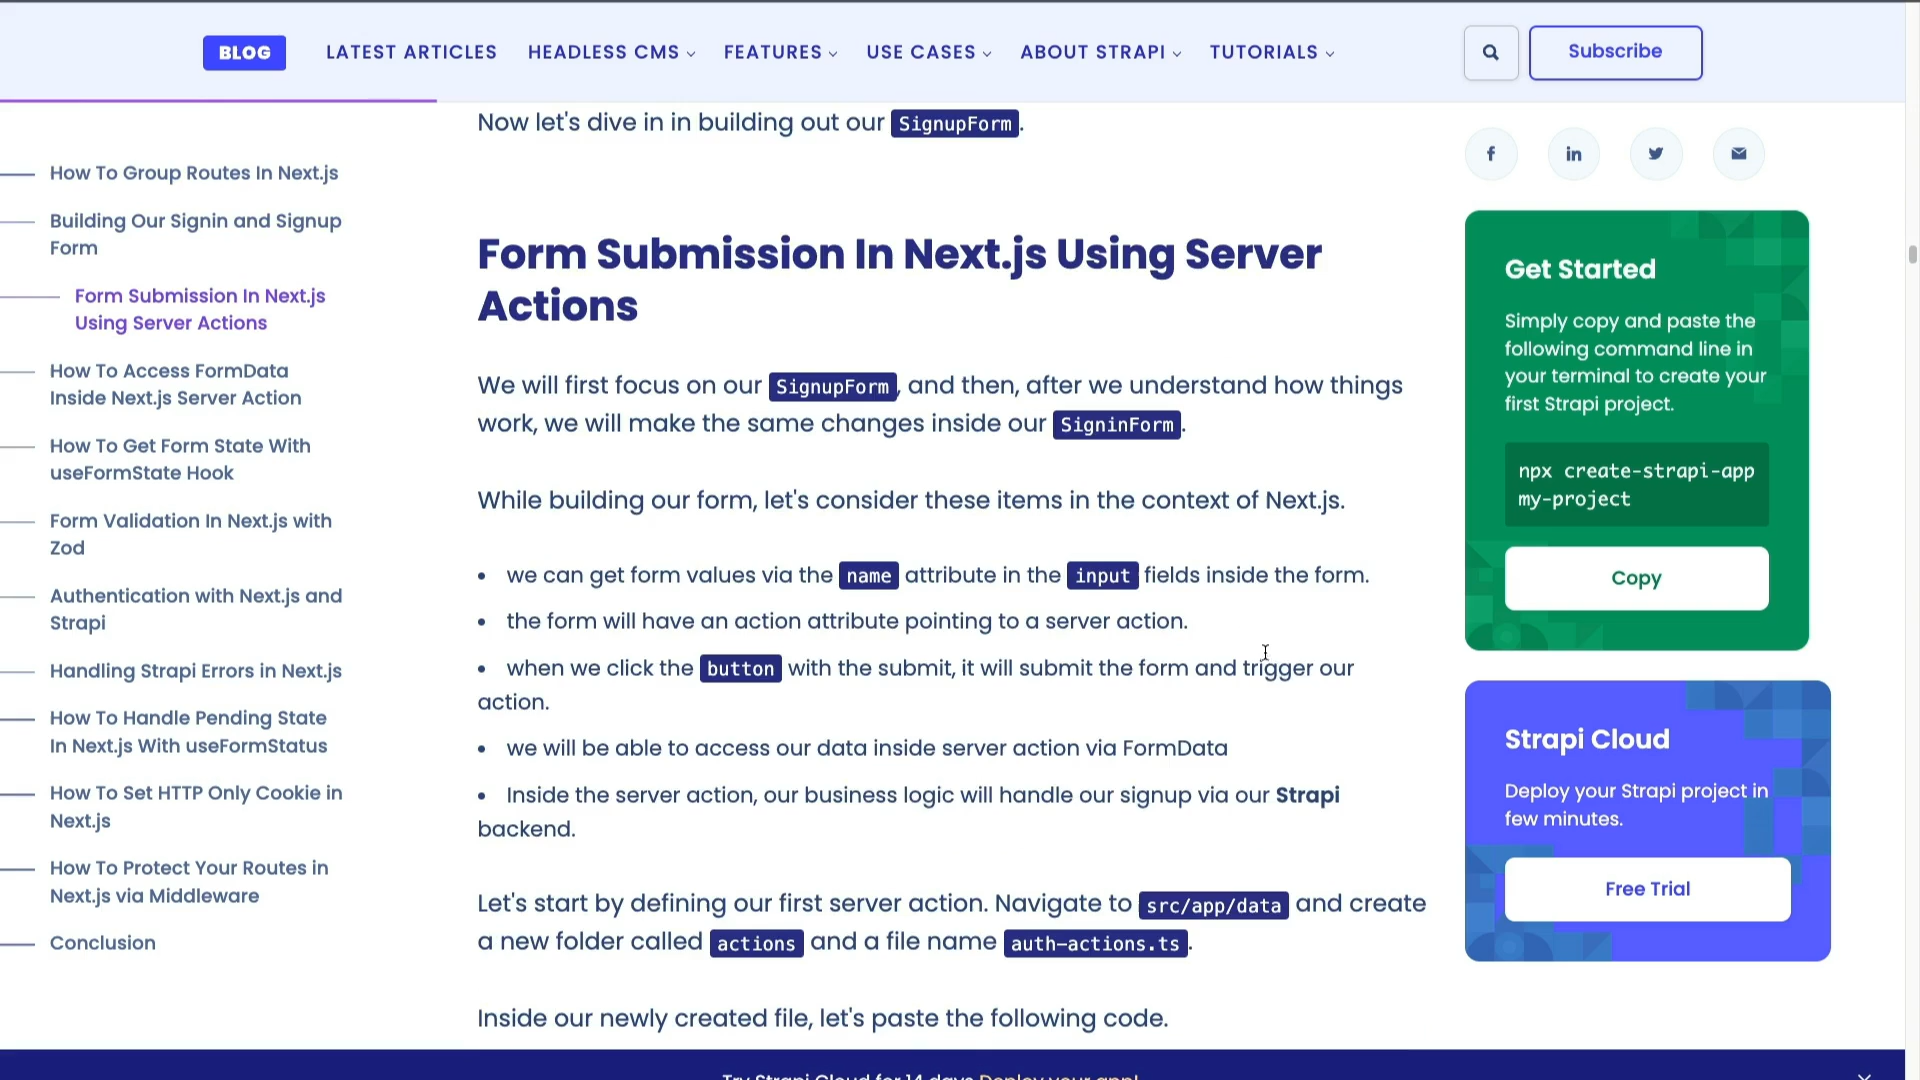 BLOG LATEST ARTICLES HEADLESS CMS FEATURES USE CASES ABOUT STRAPI TUTORIALS Subscribe
How To Group Routes In Next.js
Building Our Signin and Signup
Form
Form Submission In Next.js
Using Server Actions
How To Access FormData
Inside Next.js Server Action
How To Get Form State With
useFormState Hook
Form Validation In Next.js with
Zod
Authentication with Next.js and
Strapi
Handling Strapi Errors in Next.js
How To Handle Pending State
In Next.js With useFormStatus
How To Set HTTP Only Cookie in
Next.js
How To Protect Your Routes in
Next.js via Middleware
Conclusion
Now let's dive in in building out our SignupForm.
Form Submission In Next.js Using Server
Actions
We will first focus on our SignupForm, and then, after we understand how things
work, we will make the same changes inside our SigninForm.
While building our form, let's consider these items in the context of Next.js.
• we can get form values via the name attribute in the input fields inside the form.
• the form will have an action attribute pointing to a server action.
• when we click the button with the submit, it will submit the form and trigger our
action.
• we will be able to access our data inside server action via FormData
• Inside the server action, our business logic will handle our signup via our Strapi
backend.
Let's start by defining our first server action. Navigate to src/app/data and create
a new folder called actions and a file name auth-actions.ts.
Inside our newly created file, let's paste the following code.
Get Started
Simply copy and paste the
following command line in
your terminal to create your
first Strapi project.
npx create-strapi-app
my-project
Copy
Strapi Cloud
Deploy your Strapi project in
few minutes.
Free Trial
Try Strapi Cloud for 14 days Deploy your app!